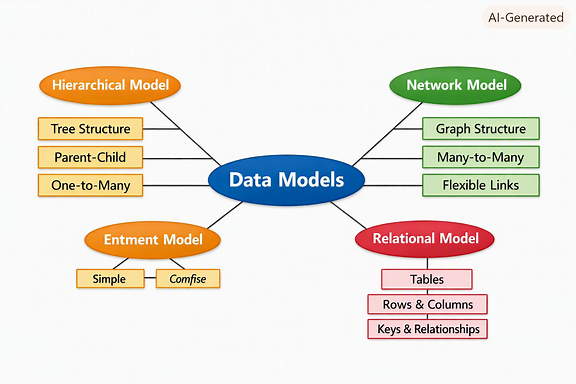 AI-Generated
Hierarchical Model
Tree Structure
Parent-Child
One-to-Many
Network Model
Graph Structure
Many-to-Many
Flexible Links
Data Models
Entment Model
Simple
Comfise
Relational Model
Tables
Rows & Columns
Keys & Relationships